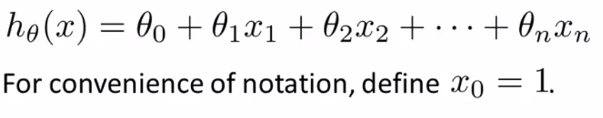 hθ(x) = θ0 + θ1x1 + θ2x2 + ⋯ + θnxn
For convenience of notation, define x0 = 1.